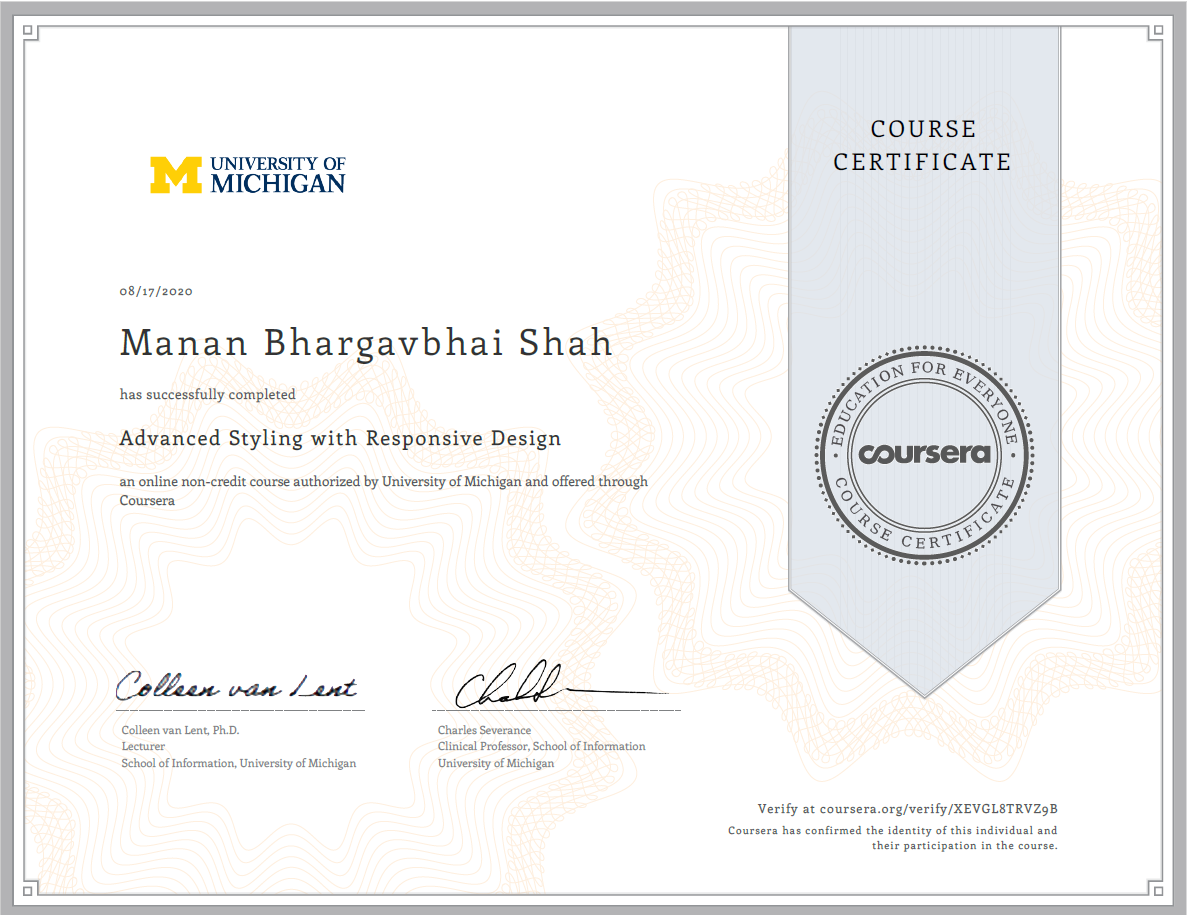 COURSE
CERTIFICATE
M UNIVERSITY OF
MICHIGAN
08/17/2020
Manan Bhargavbhai Shah
has successfully completed
Advanced Styling with Responsive Design
an online non-credit course authorized by University of Michigan and offered through
Coursera
EDUCATION FOR EVERYONE
coursera
COURSE CERTIFICATE
Colleen van Lent
Colleen van Lent, Ph.D.
Lecturer
School of Information, University of Michigan
Charles Severance
Clinical Professor, School of Information
University of Michigan
Verify at coursera.org/verify/XEVGL8TRVZ9B
Coursera has confirmed the identity of this individual and
their participation in the course.